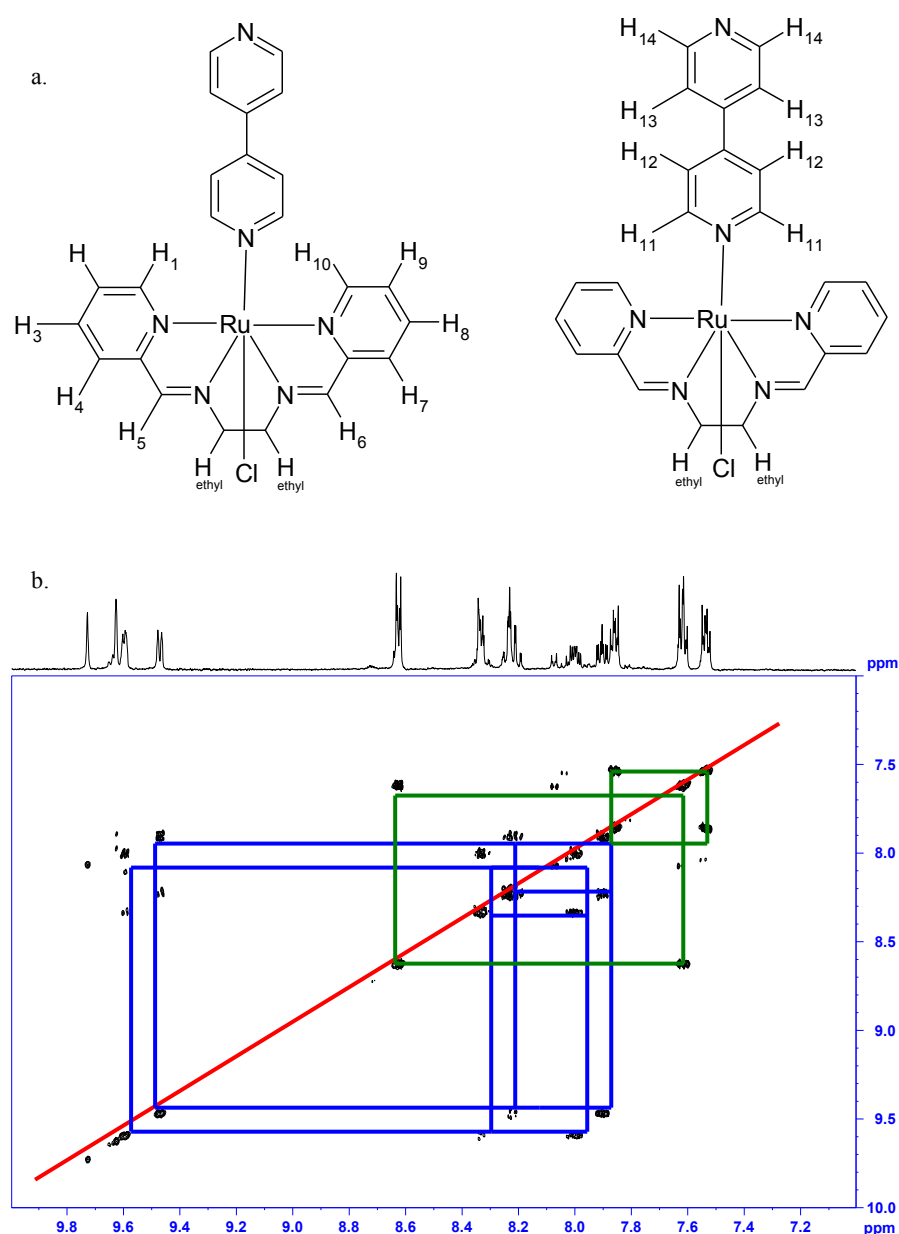 a.
N
N
H H₁ H₁₀ H₉
H₃ N Ru N H₈
H₄ N N H₇
H₅ H₆
H ethyl Cl H ethyl
H₁₄ N H₁₄
H₁₃ H₁₃
H₁₂ H₁₂
H₁₁ N H₁₁
N Ru N
N N
H ethyl Cl H ethyl
b.
ppm
7.5
8.0
8.5
9.0
9.5
10.0
9.8 9.6 9.4 9.2 9.0 8.8 8.6 8.4 8.2 8.0 7.8 7.6 7.4 7.2 ppm